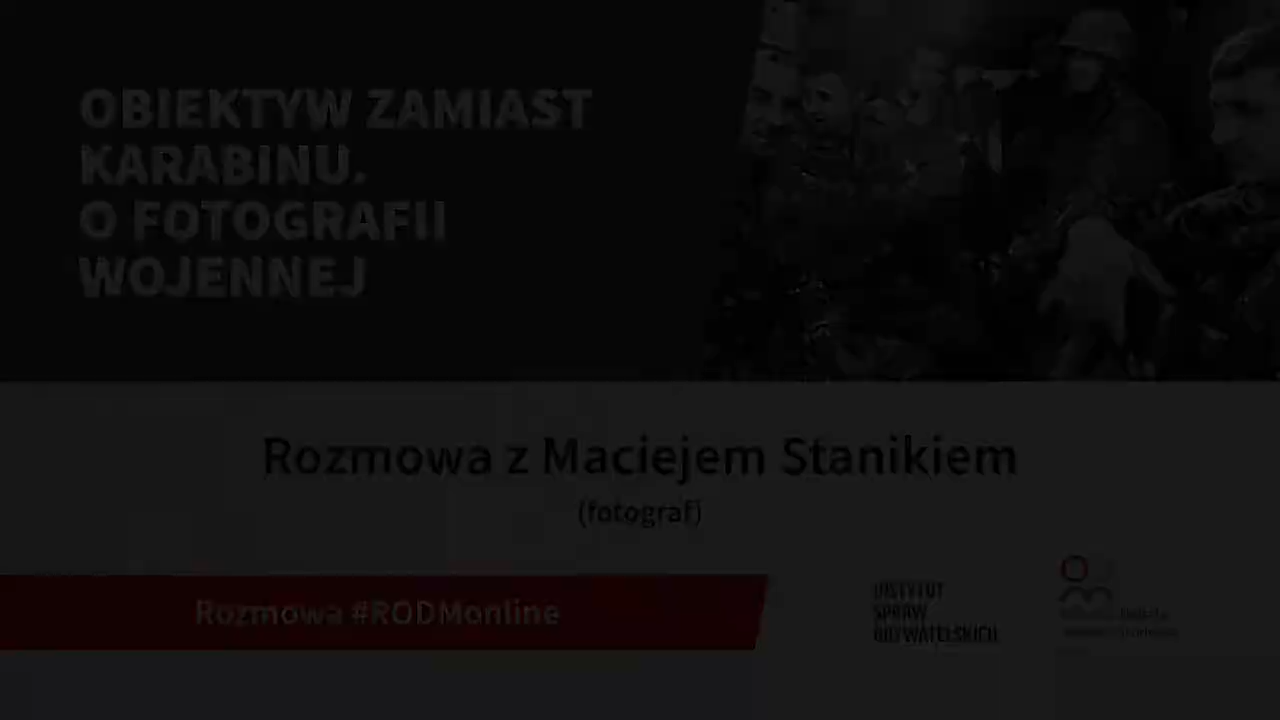 OBIEKTYW ZAMIAST
KARABINU.
O FOTOGRAFII
WOJENNEJ
Rozmowa z Maciejem Stanikiem
(fotograf)
Rozmowa #RODMonline
INSTYTUT
SPRAW
OBYWATELSKICH